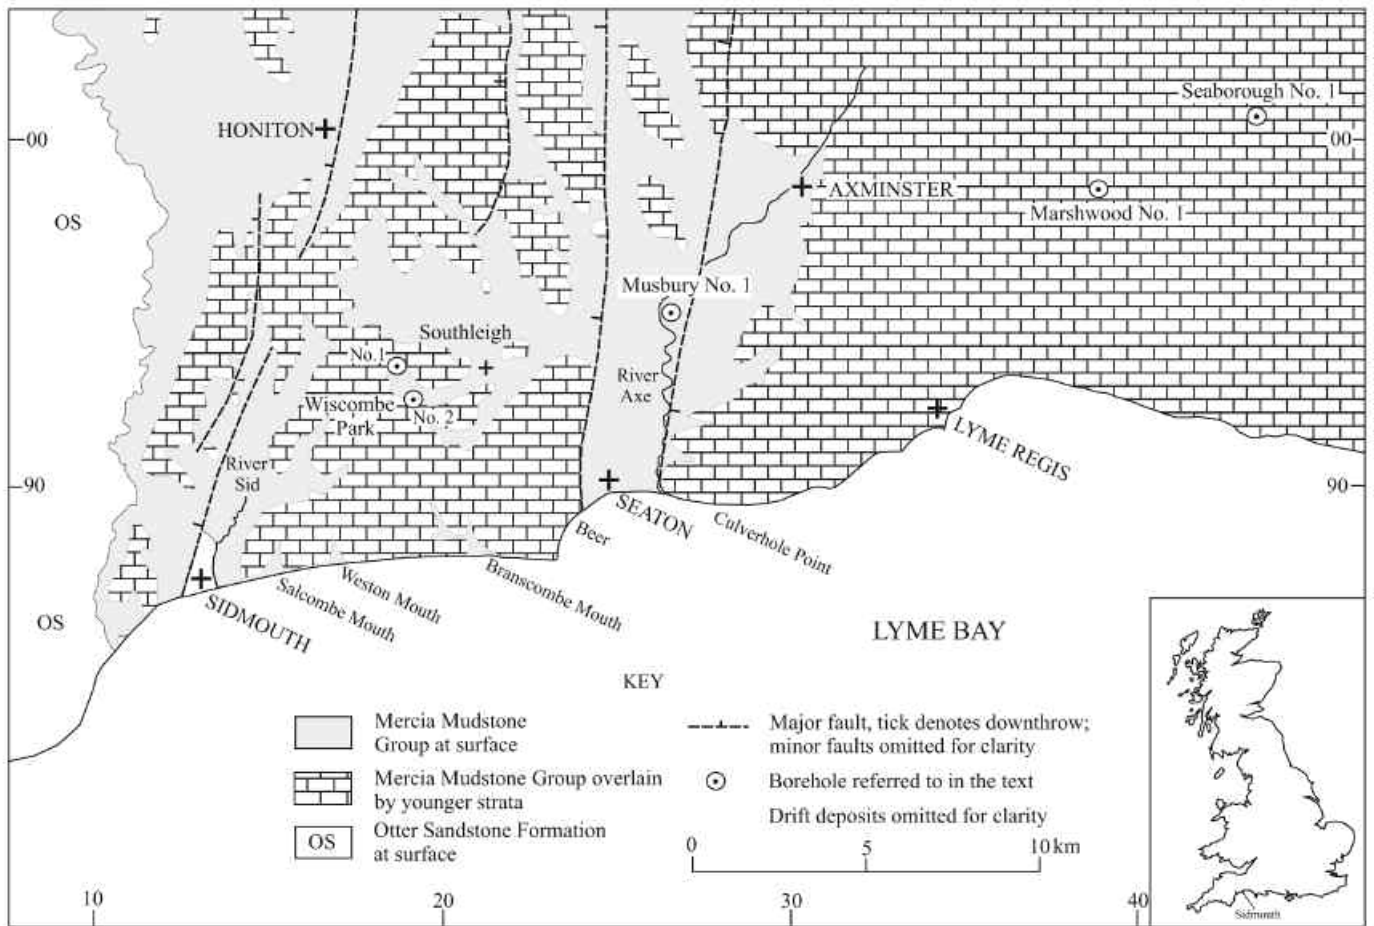 Seaborough No. 1
HONITON
00
00
AXMINSTER
Marshwood No. 1
OS
Musbury No. 1
Southleigh
No.1
River
Axe
Wiscombe
Park
No. 2
LYME REGIS
River
Sid
90
90
SEATON
Culverhole Point
Beer
Branscombe Mouth
Weston Mouth
Salcombe Mouth
SIDMOUTH
OS
LYME BAY
KEY
Mercia Mudstone
Group at surface
Mercia Mudstone Group overlain
by younger strata
OS
Otter Sandstone Formation
at surface
Major fault, tick denotes downthrow;
minor faults omitted for clarity
Borehole referred to in the text
Drift deposits omitted for clarity
0
5
10 km
10
20
30
40
Sidmouth